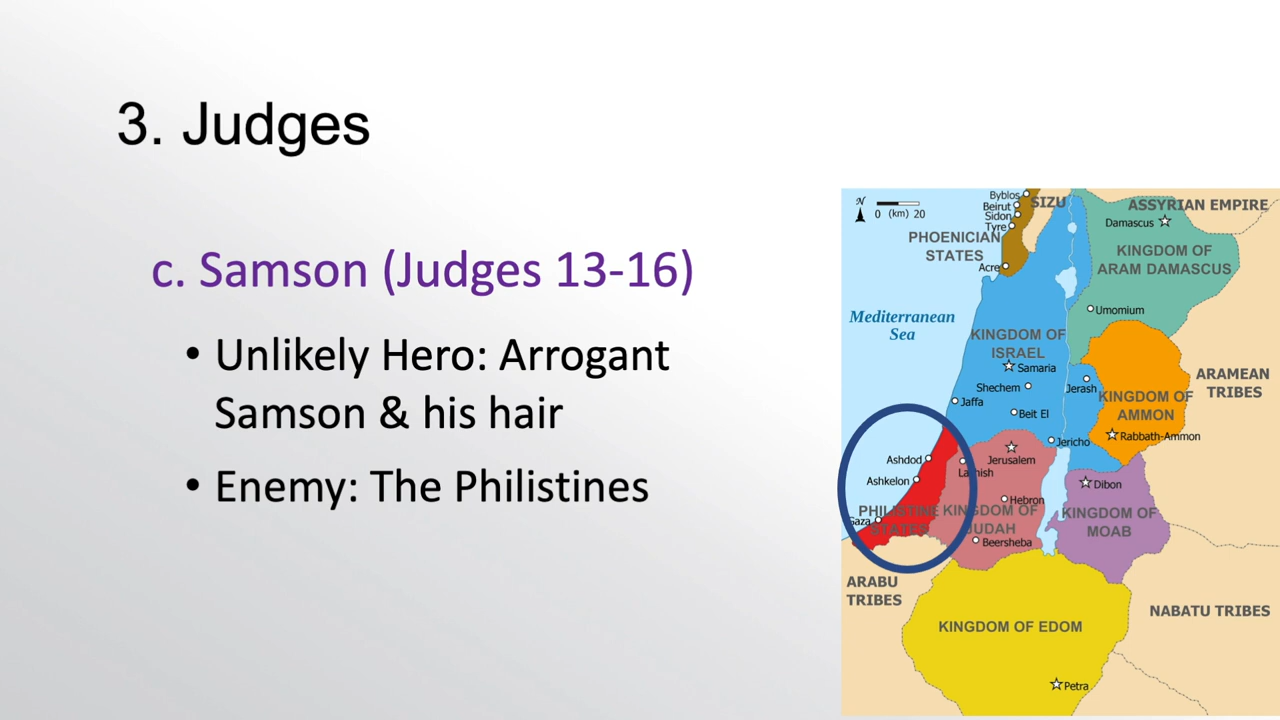 3. Judges
c. Samson (Judges 13-16)
• Unlikely Hero: Arrogant
Samson & his hair
• Enemy: The Philistines
N
0 (km) 20
Byblos
Beirut
Sidon
Tyre
SIZU
ASSYRIAN EMPIRE
Damascus
PHOENICIAN
STATES
KINGDOM OF
ARAM DAMASCUS
Acre
Umomium
Mediterranean
Sea
KINGDOM OF
ISRAEL
Samaria
ARAMEAN
TRIBES
Shechem
Jerash
KINGDOM OF
AMMON
Jaffa
Beit El
Rabbath-Ammon
Jericho
Ashdod
Jerusalem
Lachish
Ashkelon
Dibon
Hebron
Gaza
PHILISTINE
STATES
KINGDOM OF
JUDAH
KINGDOM OF
MOAB
Beersheba
ARABU
TRIBES
NABATU TRIBES
KINGDOM OF EDOM
Petra